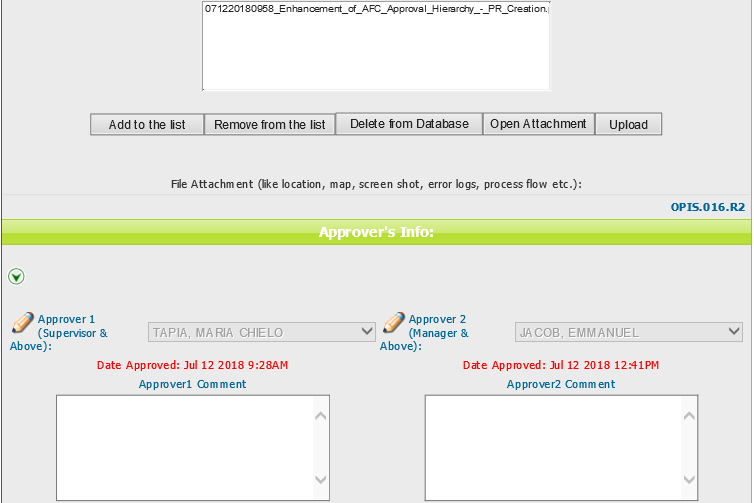 071220180958_Enhancement_of_AFC_Approval_Hierarchy_-_PR_Creation.
Add to the list Remove from the list Delete from Database Open Attachment Upload
File Attachment (like location, map, screen shot, error logs, process flow etc.):
OPIS.016.R2
Approver's Info:
Approver 1
(Supervisor &
Above):
TAPIA, MARIA CHIELO
Approver 2
(Manager &
Above):
JACOB, EMMANUEL
Date Approved: Jul 12 2018 9:28AM
Date Approved: Jul 12 2018 12:41PM
Approver1 Comment
Approver2 Comment